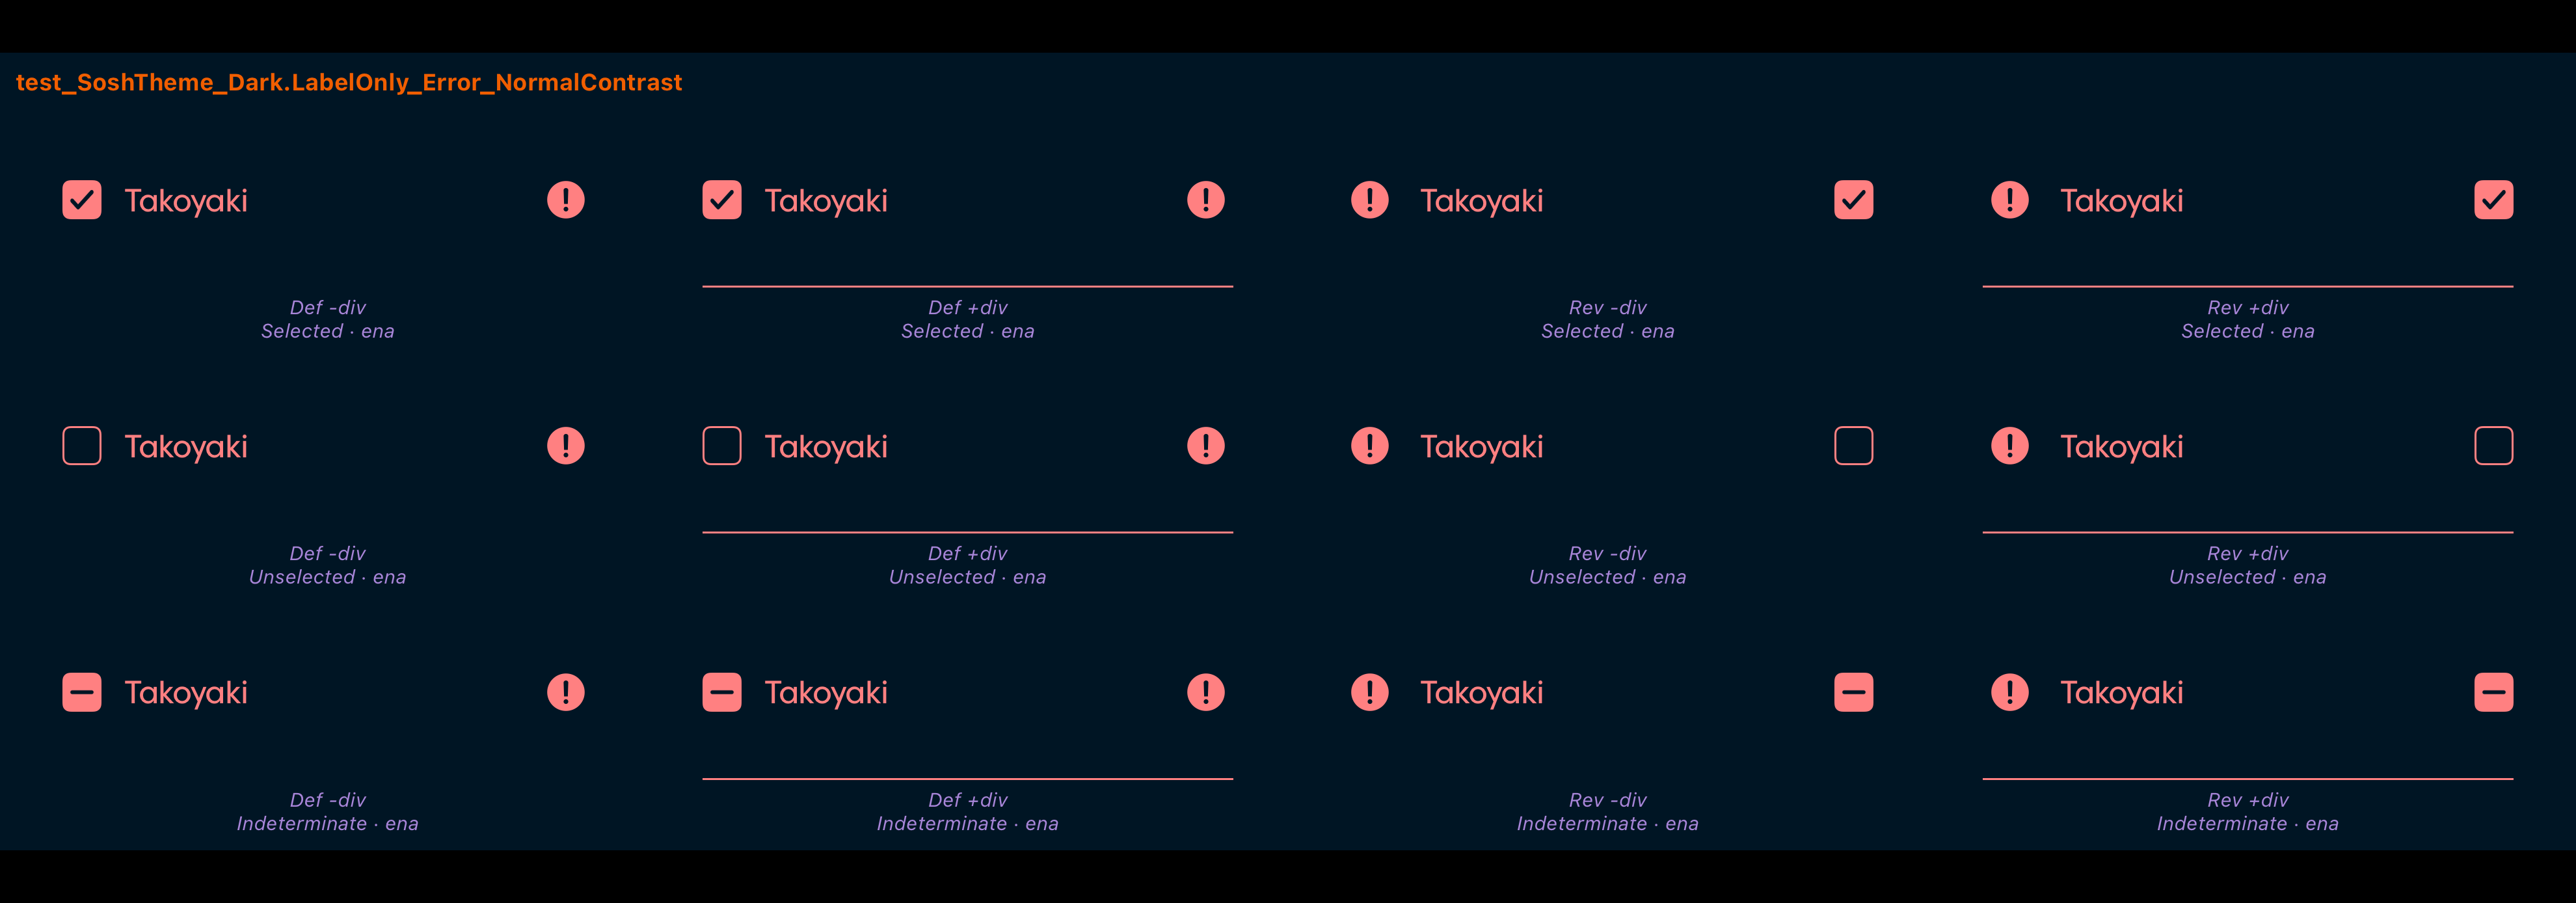 test_SoshTheme_Dark.LabelOnly_Error_NormalContrast
Takoyaki
Def -div
Selected · ena
Takoyaki
Def +div
Selected · ena
Takoyaki
Rev -div
Selected · ena
Takoyaki
Rev +div
Selected · ena
Takoyaki
Def -div
Unselected · ena
Takoyaki
Def +div
Unselected · ena
Takoyaki
Rev -div
Unselected · ena
Takoyaki
Rev +div
Unselected · ena
Takoyaki
Def -div
Indeterminate · ena
Takoyaki
Def +div
Indeterminate · ena
Takoyaki
Rev -div
Indeterminate · ena
Takoyaki
Rev +div
Indeterminate · ena